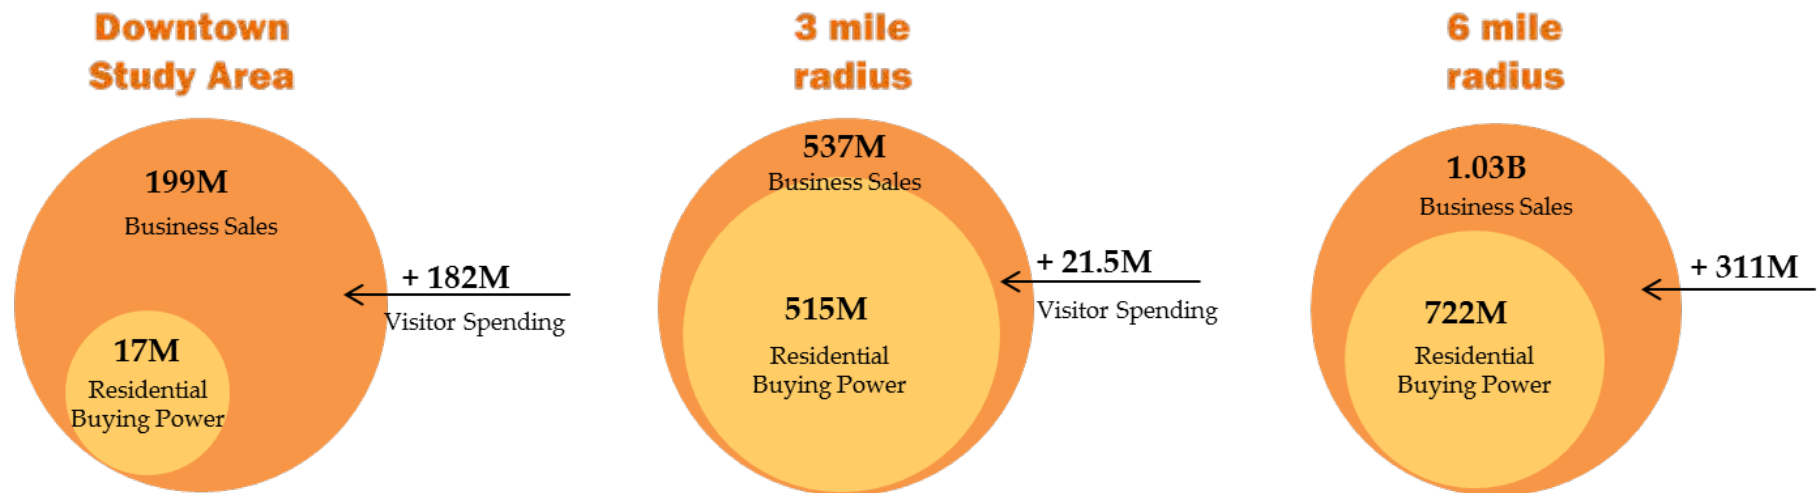 Downtown
Study Area
199M
Business Sales
17M
Residential
Buying Power
+ 182M
Visitor Spending
3 mile
radius
537M
Business Sales
515M
Residential
Buying Power
+ 21.5M
Visitor Spending
6 mile
radius
1.03B
Business Sales
722M
Residential
Buying Power
+ 311M